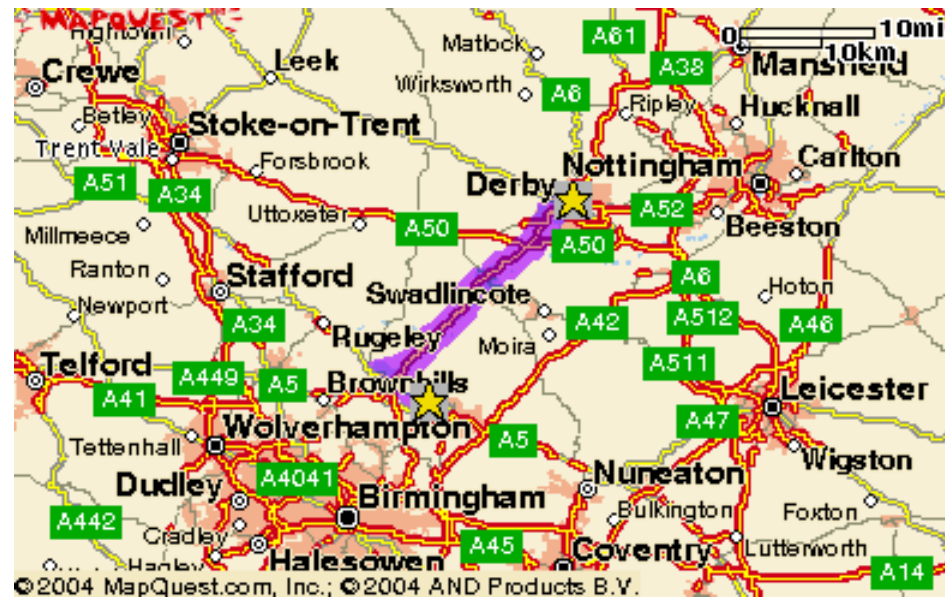 MAPQUEST
Hightown
Matlock
A61
0 10mi
10km
Crewe
Leek
Wirksworth
A6
A38
Mansfield
Betley
Stoke-on-Trent
Ripley
Hucknall
Trent Vale
Forsbrook
Nottingham
Carlton
A51
A34
Derby
Uttoxeter
A52
Beeston
Millmeece
A50
A50
Ranton
Stafford
A6
Newport
Swadlincote
Hoton
A34
Rugeley
A42
A512
A46
Moira
Telford
A449
A5
Brownhills
A511
A41
Leicester
Tettenhall
Wolverhampton
A5
A47
Wigston
Dudley
A4041
Birmingham
Nuneaton
A442
Cradley
Bulkington
Foxton
Hagley
Halesowen
A45
Coventry
Lutterworth
A14
©2004 MapQuest.com, Inc.; ©2004 AND Products B.V.